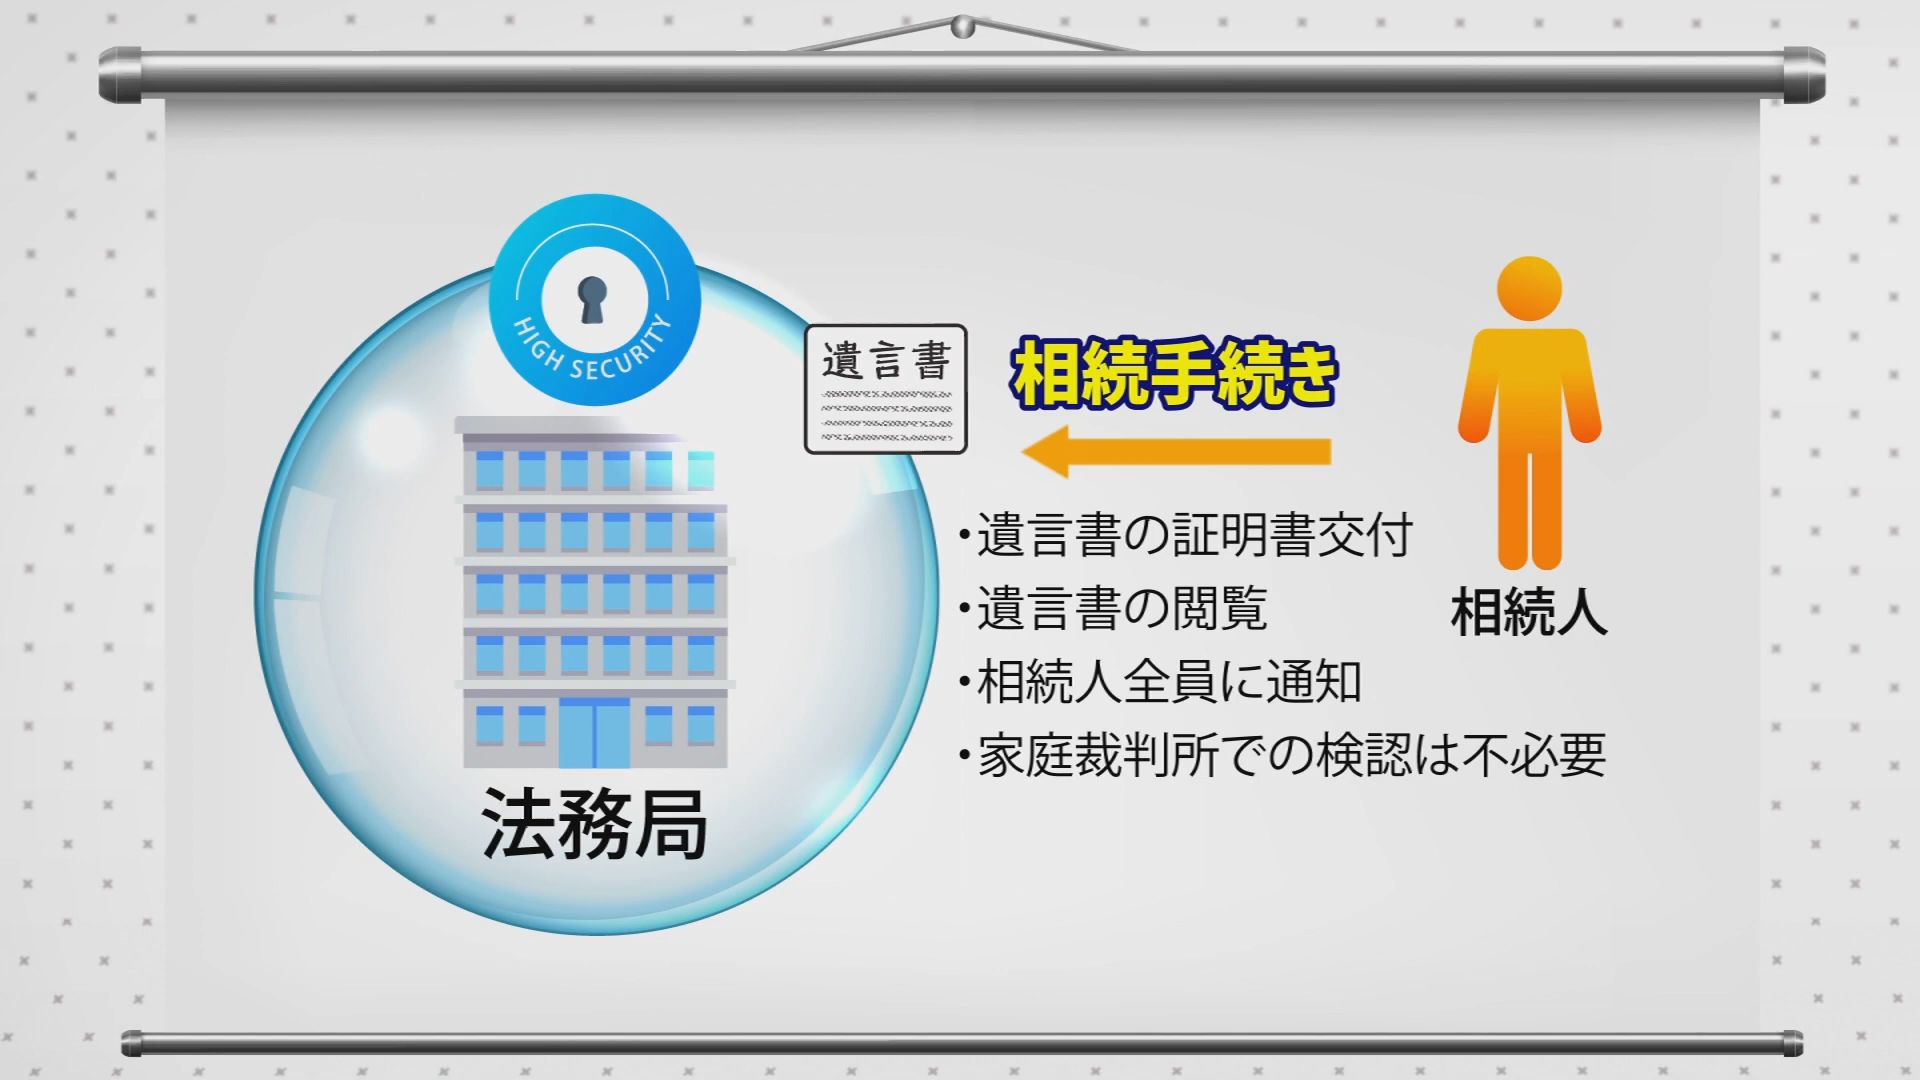 HIGH SECURITY
遺言書
相続手続き
・遺言書の証明書交付
・遺言書の閲覧
・相続人全員に通知
・家庭裁判所での検認は不必要
相続人
法務局